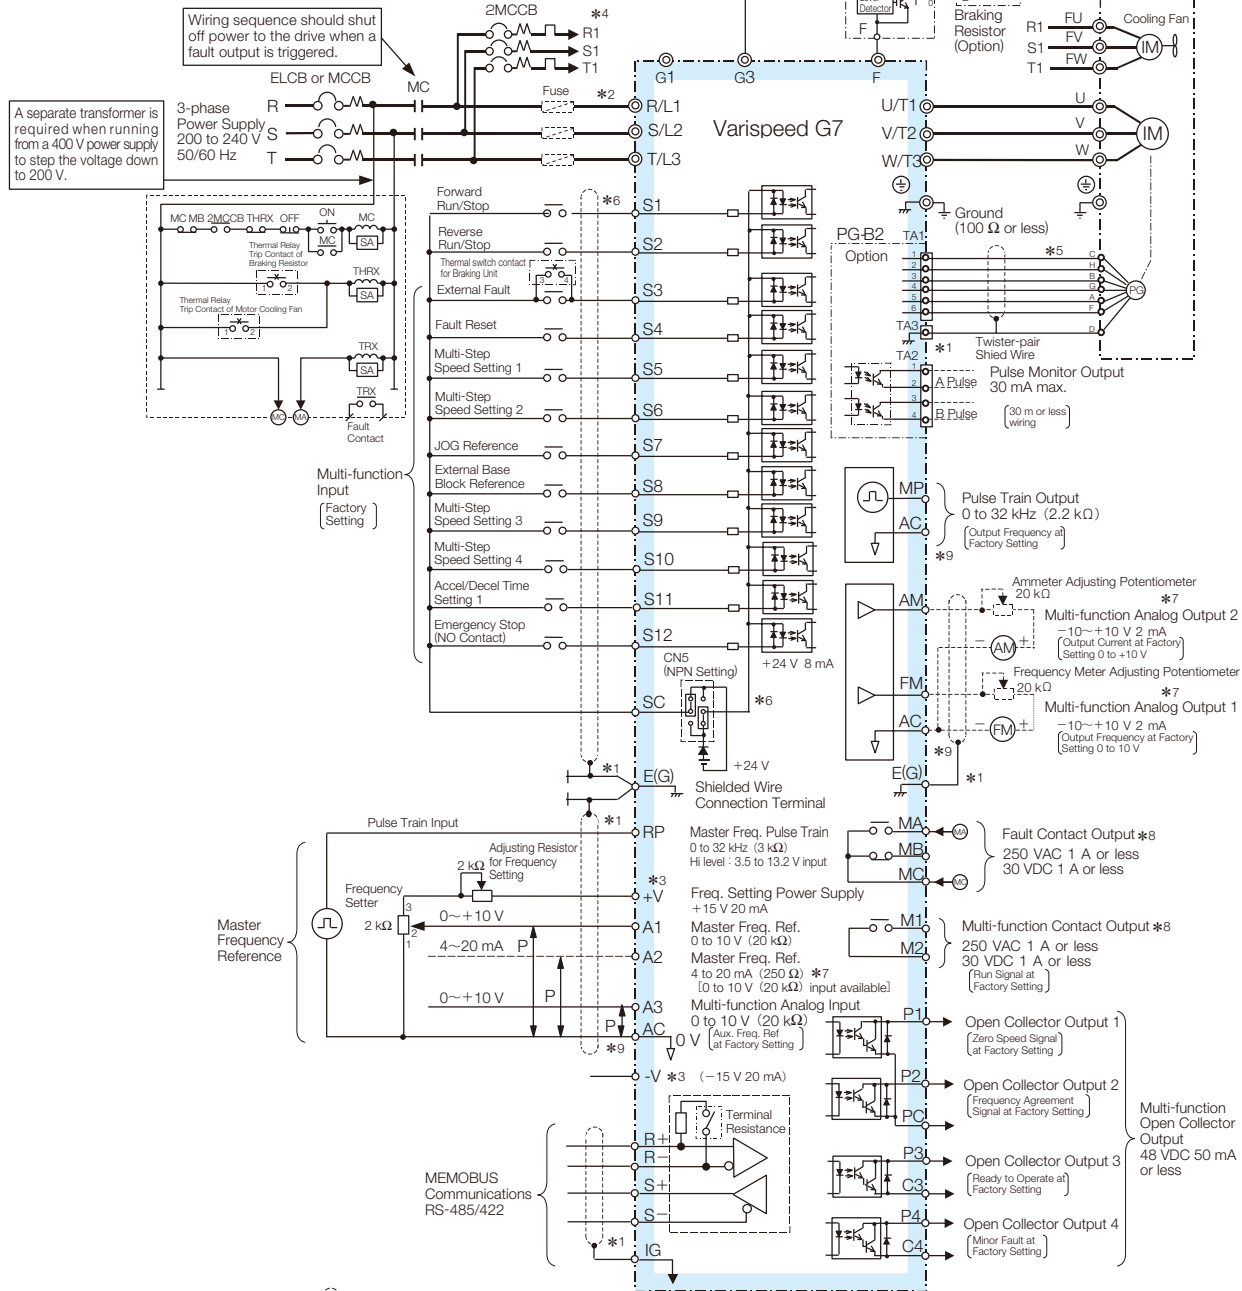 Wiring sequence should shut
off power to the drive when a
fault output is triggered.
2MCCB
*4
R1
S1
T1
ELCB or MCCB
MC
Fuse
*2
A separate transformer is
required when running
from a 400 V power supply
to step the voltage down
to 200 V.
3-phase
Power Supply
200 to 240 V
50/60 Hz
R
S
T
G1
G3
F
Detector
F
0
Braking
Resistor
(Option)
R1
S1
T1
FU
FV
FW
Cooling Fan
IM
R/L1
S/L2
T/L3
Varispeed G7
U/T1
V/T2
W/T3
U
V
W
IM
Ground
(100 Ω or less)
MC MB 2MCCB THRX OFF
ON
MC
MC
SA
Thermal Relay
Trip Contact of
Braking Resistor
1 2
THRX
SA
Thermal Relay
Trip Contact of Motor Cooling Fan
1 2
TRX
SA
TRX
MC
MA
Fault
Contact
Forward
Run/Stop
S1
*6
Reverse
Run/Stop
S2
Thermal switch contact
for Braking Unit
3 4
External Fault
S3
Fault Reset
S4
Multi-Step
Speed Setting 1
S5
Multi-Step
Speed Setting 2
S6
JOG Reference
S7
External Base
Block Reference
S8
Multi-Step
Speed Setting 3
S9
Multi-Step
Speed Setting 4
S10
Accel/Decel Time
Setting 1
S11
Emergency Stop
(NO Contact)
S12
Multi-function
Input
Factory
Setting
CN5
(NPN Setting)
+24 V 8 mA
SC
*6
+24 V
*1
E(G)
Shielded Wire
Connection Terminal
PG-B2
Option
TA1
1
2
3
4
5
6
*5
C
H
B
G
A
F
D
PG
TA3
*1
Twister-pair
Shied Wire
TA2
1
2
3
4
A Pulse
B Pulse
Pulse Monitor Output
30 mA max.
30 m or less
wiring
MP
AC
Pulse Train Output
0 to 32 kHz (2.2 kΩ)
Output Frequency at
Factory Setting
*9
Ammeter Adjusting Potentiometer
20 kΩ
*7
AM
Multi-function Analog Output 2
−10~+10 V 2 mA
Output Current at Factory
Setting 0 to +10 V
− AM +
Frequency Meter Adjusting Potentiometer
20 kΩ
*7
FM
Multi-function Analog Output 1
−10~+10 V 2 mA
Output Frequency at Factory
Setting 0 to 10 V
AC
− FM +
*9
E(G)
*1
*1
Pulse Train Input
RP
Master Freq. Pulse Train
0 to 32 kHz (3 kΩ)
Hi level : 3.5 to 13.2 V input
MA
MB
MC
MA
MC
Fault Contact Output *8
250 VAC 1 A or less
30 VDC 1 A or less
Adjusting Resistor
for Frequency
Setting
2 kΩ
Frequency
Setter
2 kΩ
3
2
1
*3
+V
Freq. Setting Power Supply
+15 V 20 mA
Master
Frequency
Reference
0~+10 V
A1
Master Freq. Ref.
0 to 10 V (20 kΩ)
4~20 mA
P
A2
Master Freq. Ref.
4 to 20 mA (250 Ω) *7
[0 to 10 V (20 kΩ) input available]
0~+10 V
P
A3
Multi-function Analog Input
0 to 10 V (20 kΩ)
Aux. Freq. Ref
at Factory Setting
P
AC
0 V
*9
-V *3 (−15 V 20 mA)
M1
M2
Multi-function Contact Output *8
250 VAC 1 A or less
30 VDC 1 A or less
Run Signal at
Factory Setting
P1
Open Collector Output 1
Zero Speed Signal
at Factory Setting
P2
Open Collector Output 2
Frequency Agreement
Signal at Factory Setting
PC
P3
Open Collector Output 3
Ready to Operate at
Factory Setting
C3
P4
Open Collector Output 4
Minor Fault at
Factory Setting
C4
Multi-function
Open Collector
Output
48 VDC 50 mA
or less
Terminal
Resistance
MEMOBUS
Communications
RS-485/422
R+
R−
S+
S−
*1
IG